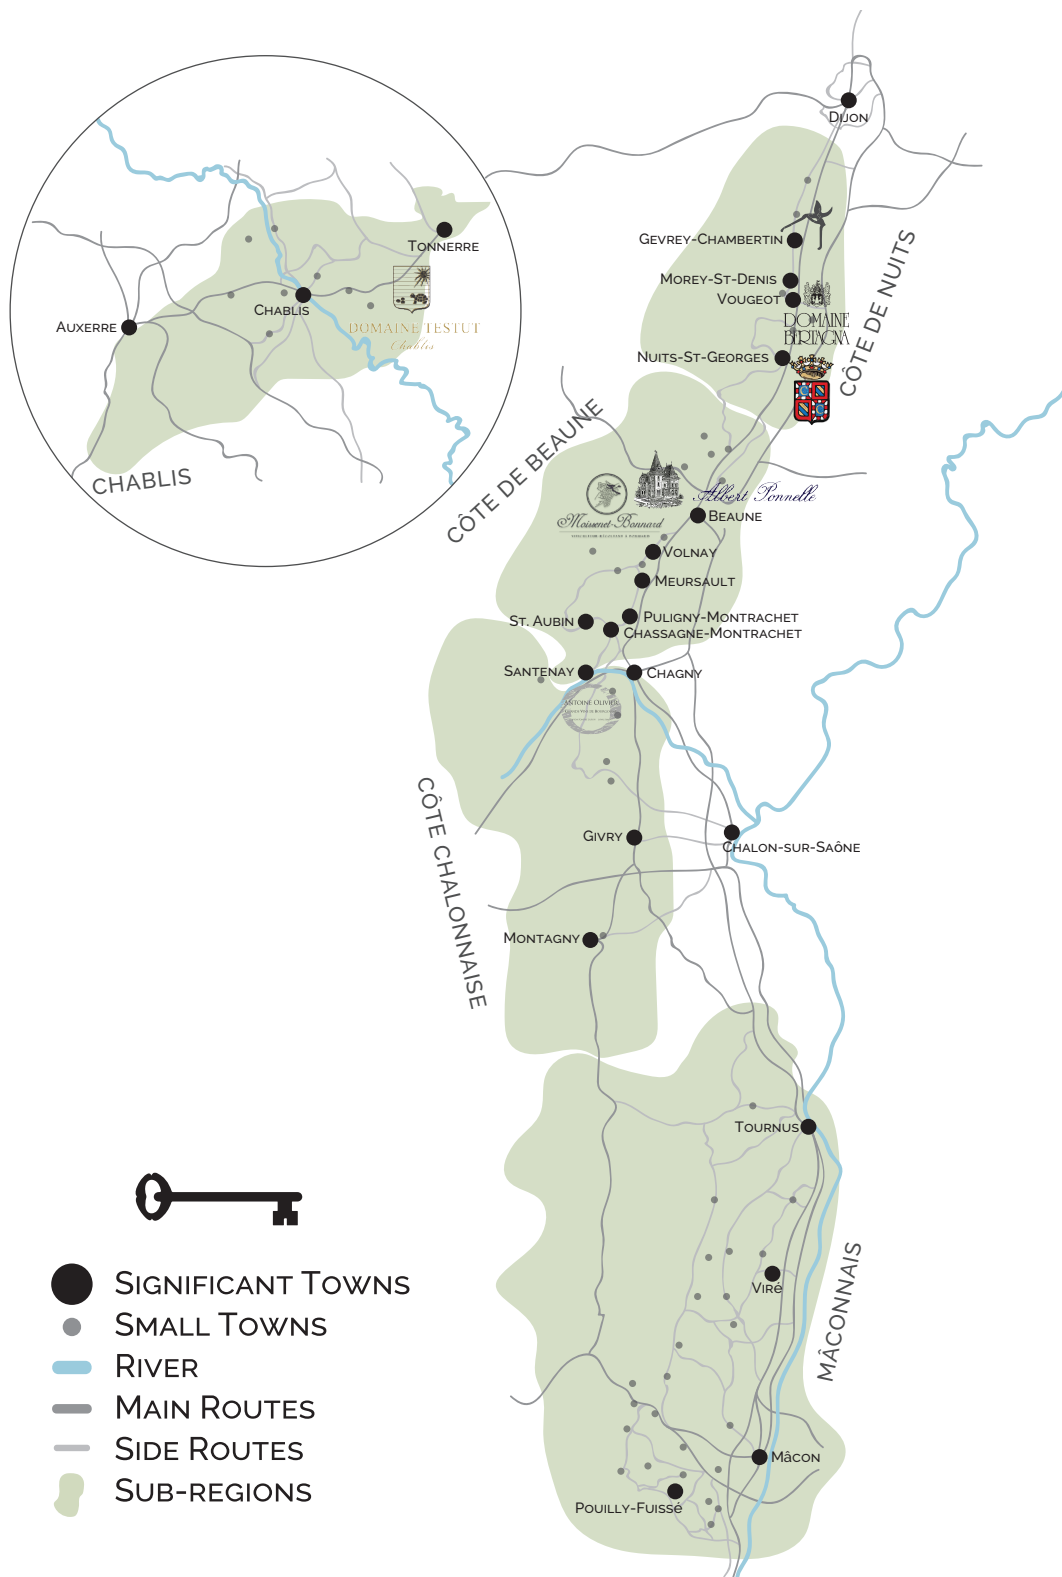 Dijon
Gevrey-Chambertin
Morey-St-Denis
Vougeot
DOMAINE
BERTAGNA
Nuits-St-Georges
CÔTE DE NUITS
Tonnerre
Chablis
Auxerre
DOMAINE TESTUT
Chablis
CHABLIS
CÔTE DE BEAUNE
Albert Ponnelle
Moissenet-Bonnard
Beaune
Volnay
Meursault
Puligny-Montrachet
St. Aubin
Chassagne-Montrachet
Santenay
Chagny
ANTOINE OLIVIER
CÔTE CHALONNAISE
Givry
Chalon-sur-Saône
Montagny
Tournus
Viré
MÂCONNAIS
Mâcon
Pouilly-Fuissé
Significant Towns
Small Towns
River
Main Routes
Side Routes
Sub-regions